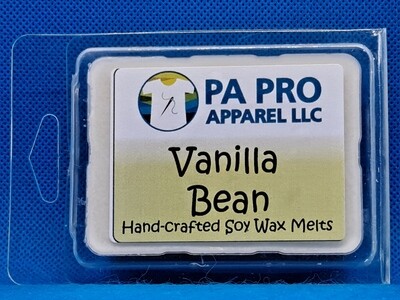 PA PRO
APPAREL LLC
Vanilla
Bean
Hand-crafted Soy Wax Melts